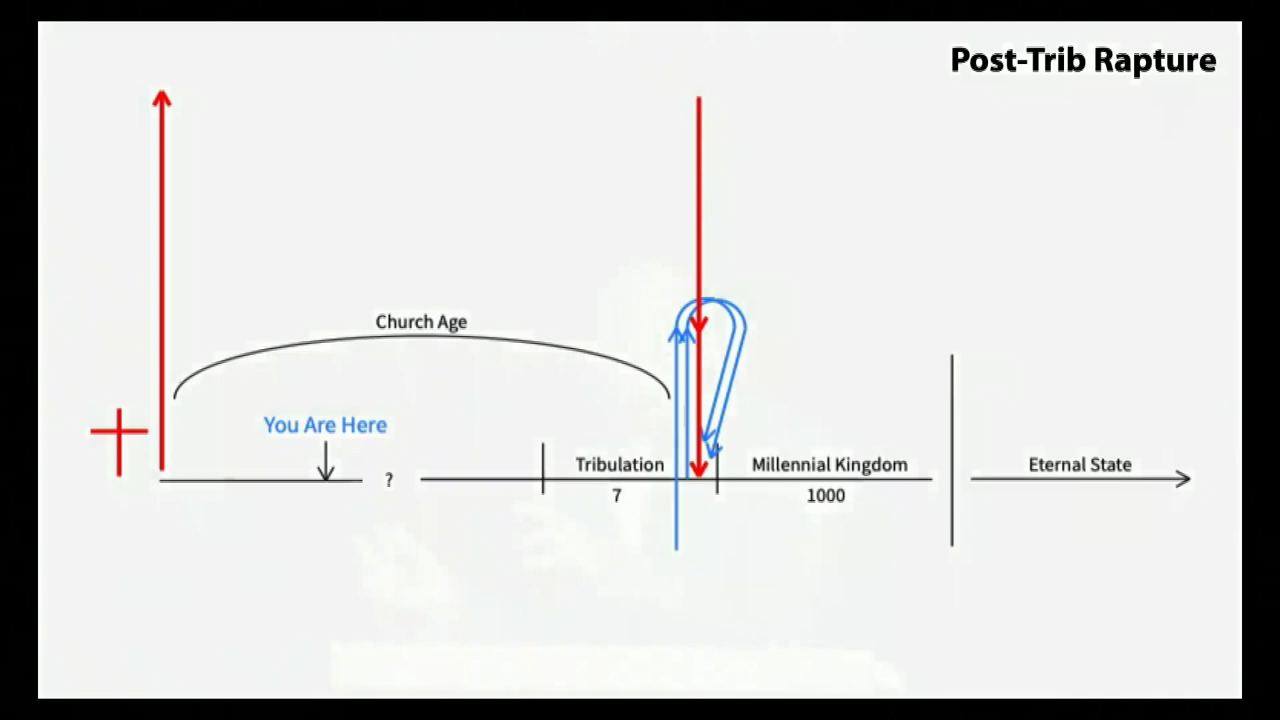 Post-Trib Rapture
Church Age
You Are Here
?
Tribulation
7
Millennial Kingdom
1000
Eternal State